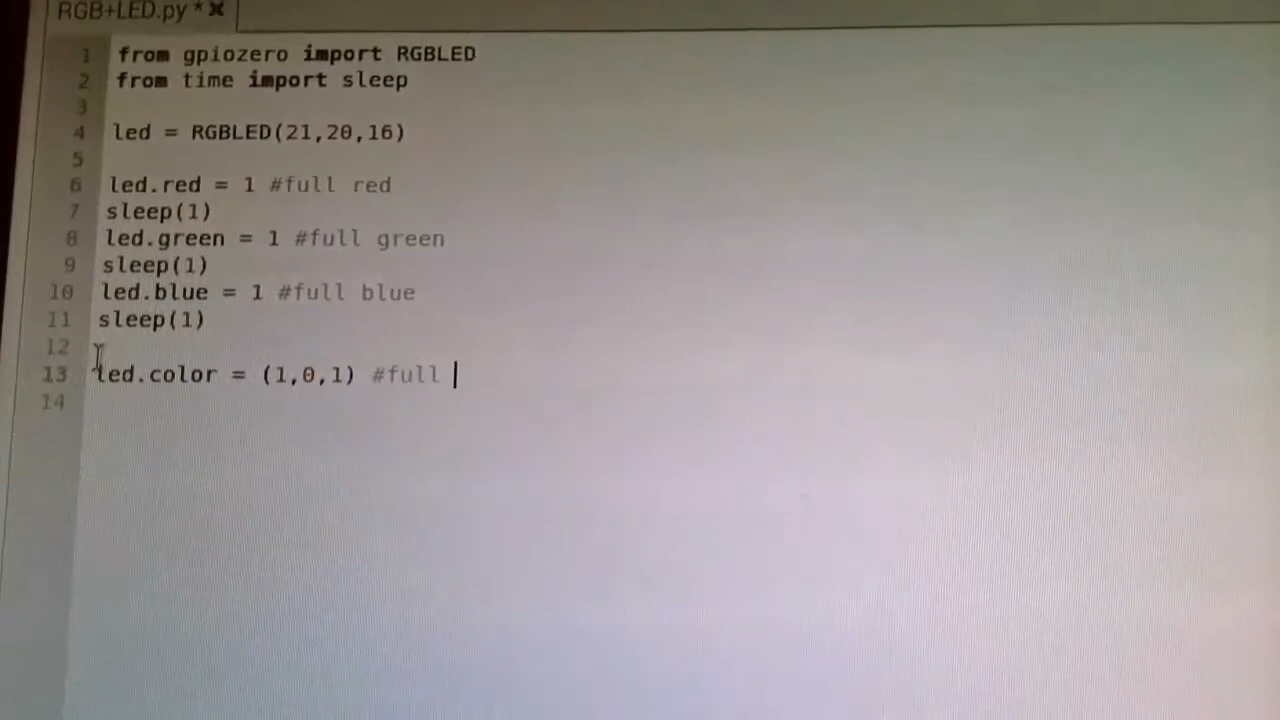 RGB+LED.py * ✖
1 from gpiozero import RGBLED
2 from time import sleep
3
4 led = RGBLED(21,20,16)
5
6 led.red = 1 #full red
7 sleep(1)
8 led.green = 1 #full green
9 sleep(1)
10 led.blue = 1 #full blue
11 sleep(1)
12
13 led.color = (1,0,1) #full
14